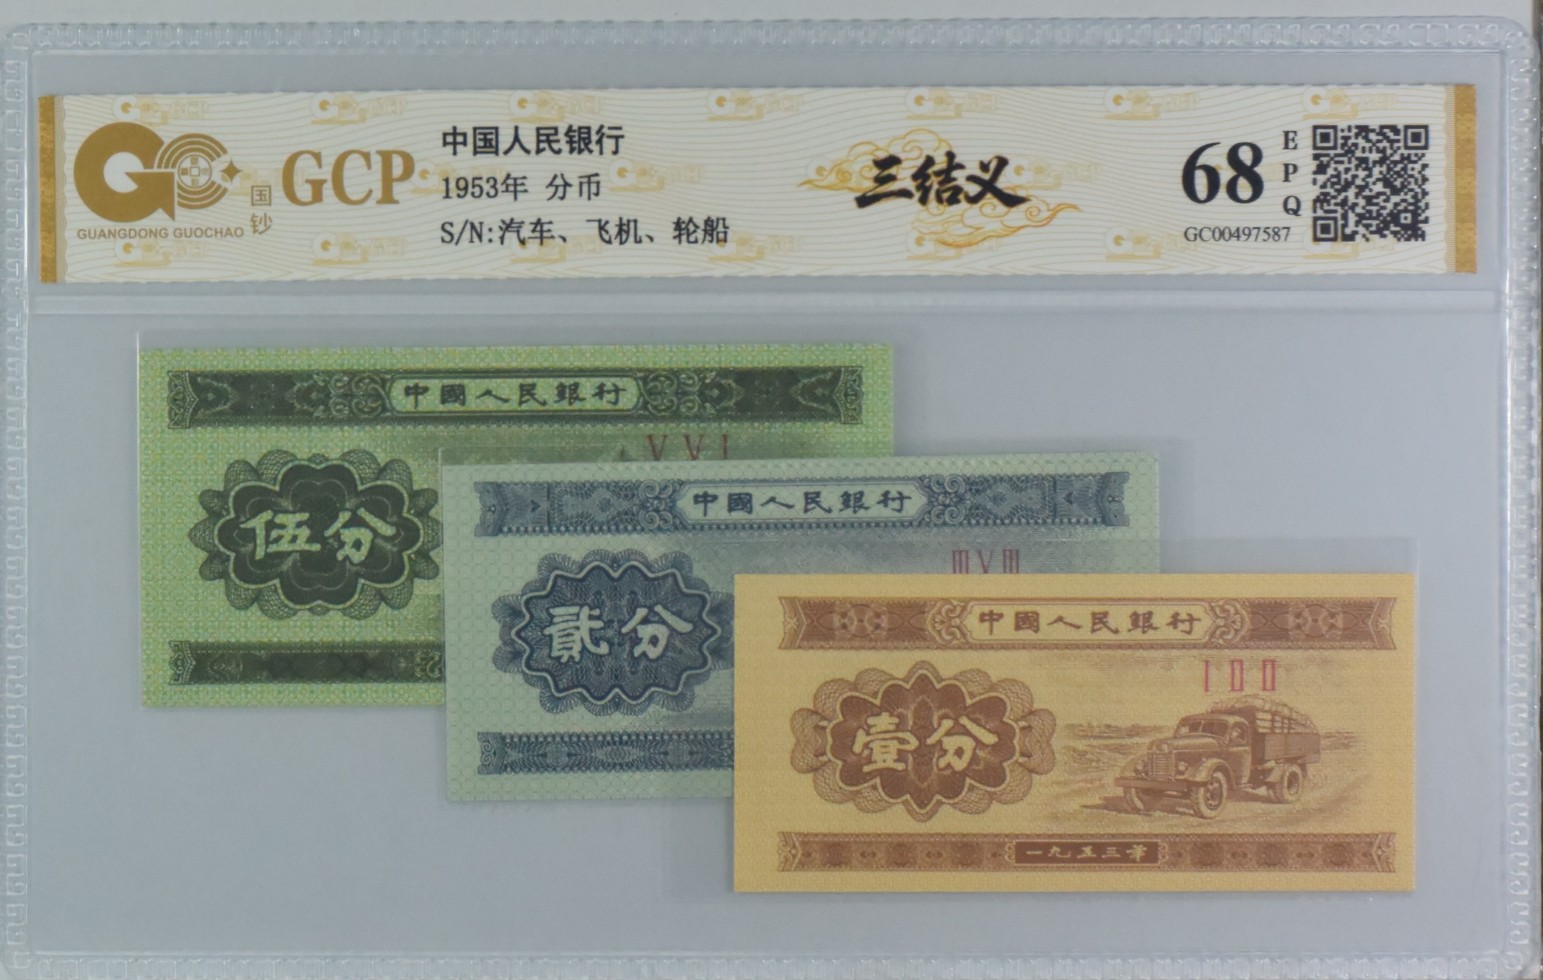 GUANGDONG GUOCHAO
国钞
GCP
中国人民银行
1953年 分币
S/N:汽车、飞机、轮船
三结义
68
EPQ
GC00497587
中國人民銀行
伍分
中國人民銀行
貳分
中國人民銀行
I 0 0
壹分
一九五三年